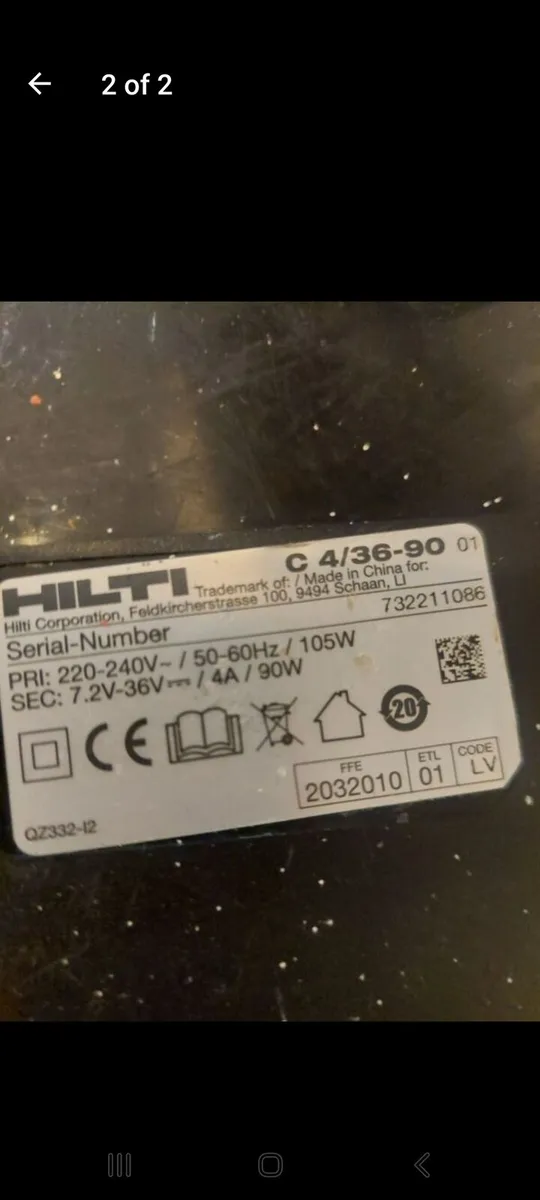 2 of 2
HILTI
C 4/36-90 01
Trademark of: / Made in China for:
Hilti Corporation, Feldkircherstrasse 100, 9494 Schaan, LI
Serial-Number 732211086
PRI: 220-240V~ / 50-60Hz / 105W
SEC: 7.2V-36V⎓ / 4A / 90W
CE
20
FFE ETL CODE
2032010 01 LV
QZ332-I2